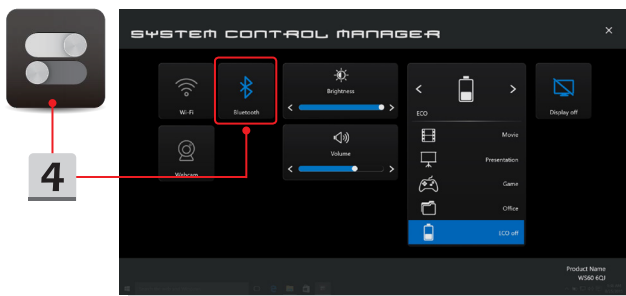 SYSTEM CONTROL MANAGER
×
Wi-Fi
Bluetooth
Brightness
Webcam
Volume
ECO
Movie
Presentation
Game
Office
ECO off
Display off
4
Product Name
WS60 6QJ